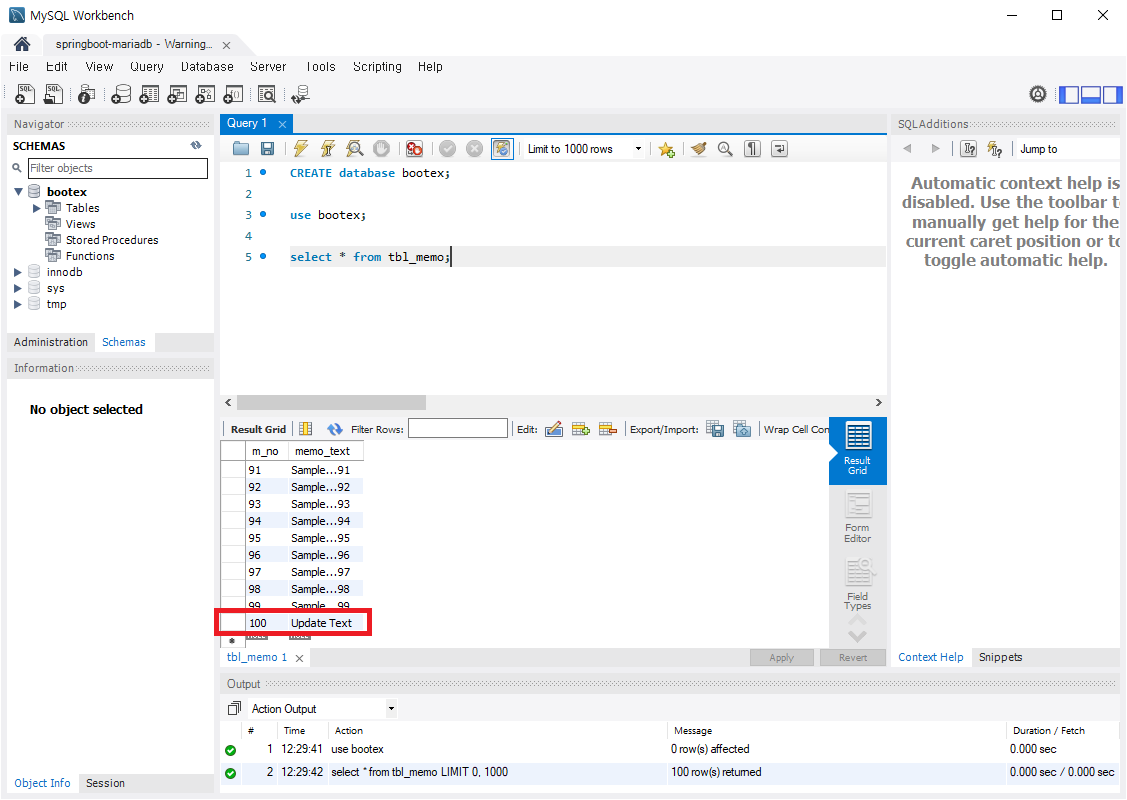 MySQL Workbench
springboot-mariadb - Warning...
File Edit View Query Database Server Tools Scripting Help
Navigator
SCHEMAS
Filter objects
bootex
Tables
Views
Stored Procedures
Functions
innodb
sys
tmp
Administration Schemas
Information
No object selected
Object Info Session
Query 1
Limit to 1000 rows
1 CREATE database bootex;
2
3 use bootex;
4
5 select * from tbl_memo;
Result Grid Filter Rows: Edit: Export/Import: Wrap Cell Con
m_no memo_text
91 Sample...91
92 Sample...92
93 Sample...93
94 Sample...94
95 Sample...95
96 Sample...96
97 Sample...97
98 Sample...98
99 Sample...99
100 Update Text
Result
Grid
Form
Editor
Field
Types
tbl_memo 1
Apply Revert
SQLAdditions
Jump to
Automatic context help is
disabled. Use the toolbar t
manually get help for the
current caret position or to
toggle automatic help.
Context Help Snippets
Output
Action Output
# Time Action Message Duration / Fetch
1 12:29:41 use bootex 0 row(s) affected 0.000 sec
2 12:29:42 select * from tbl_memo LIMIT 0, 1000 100 row(s) returned 0.000 sec / 0.000 sec